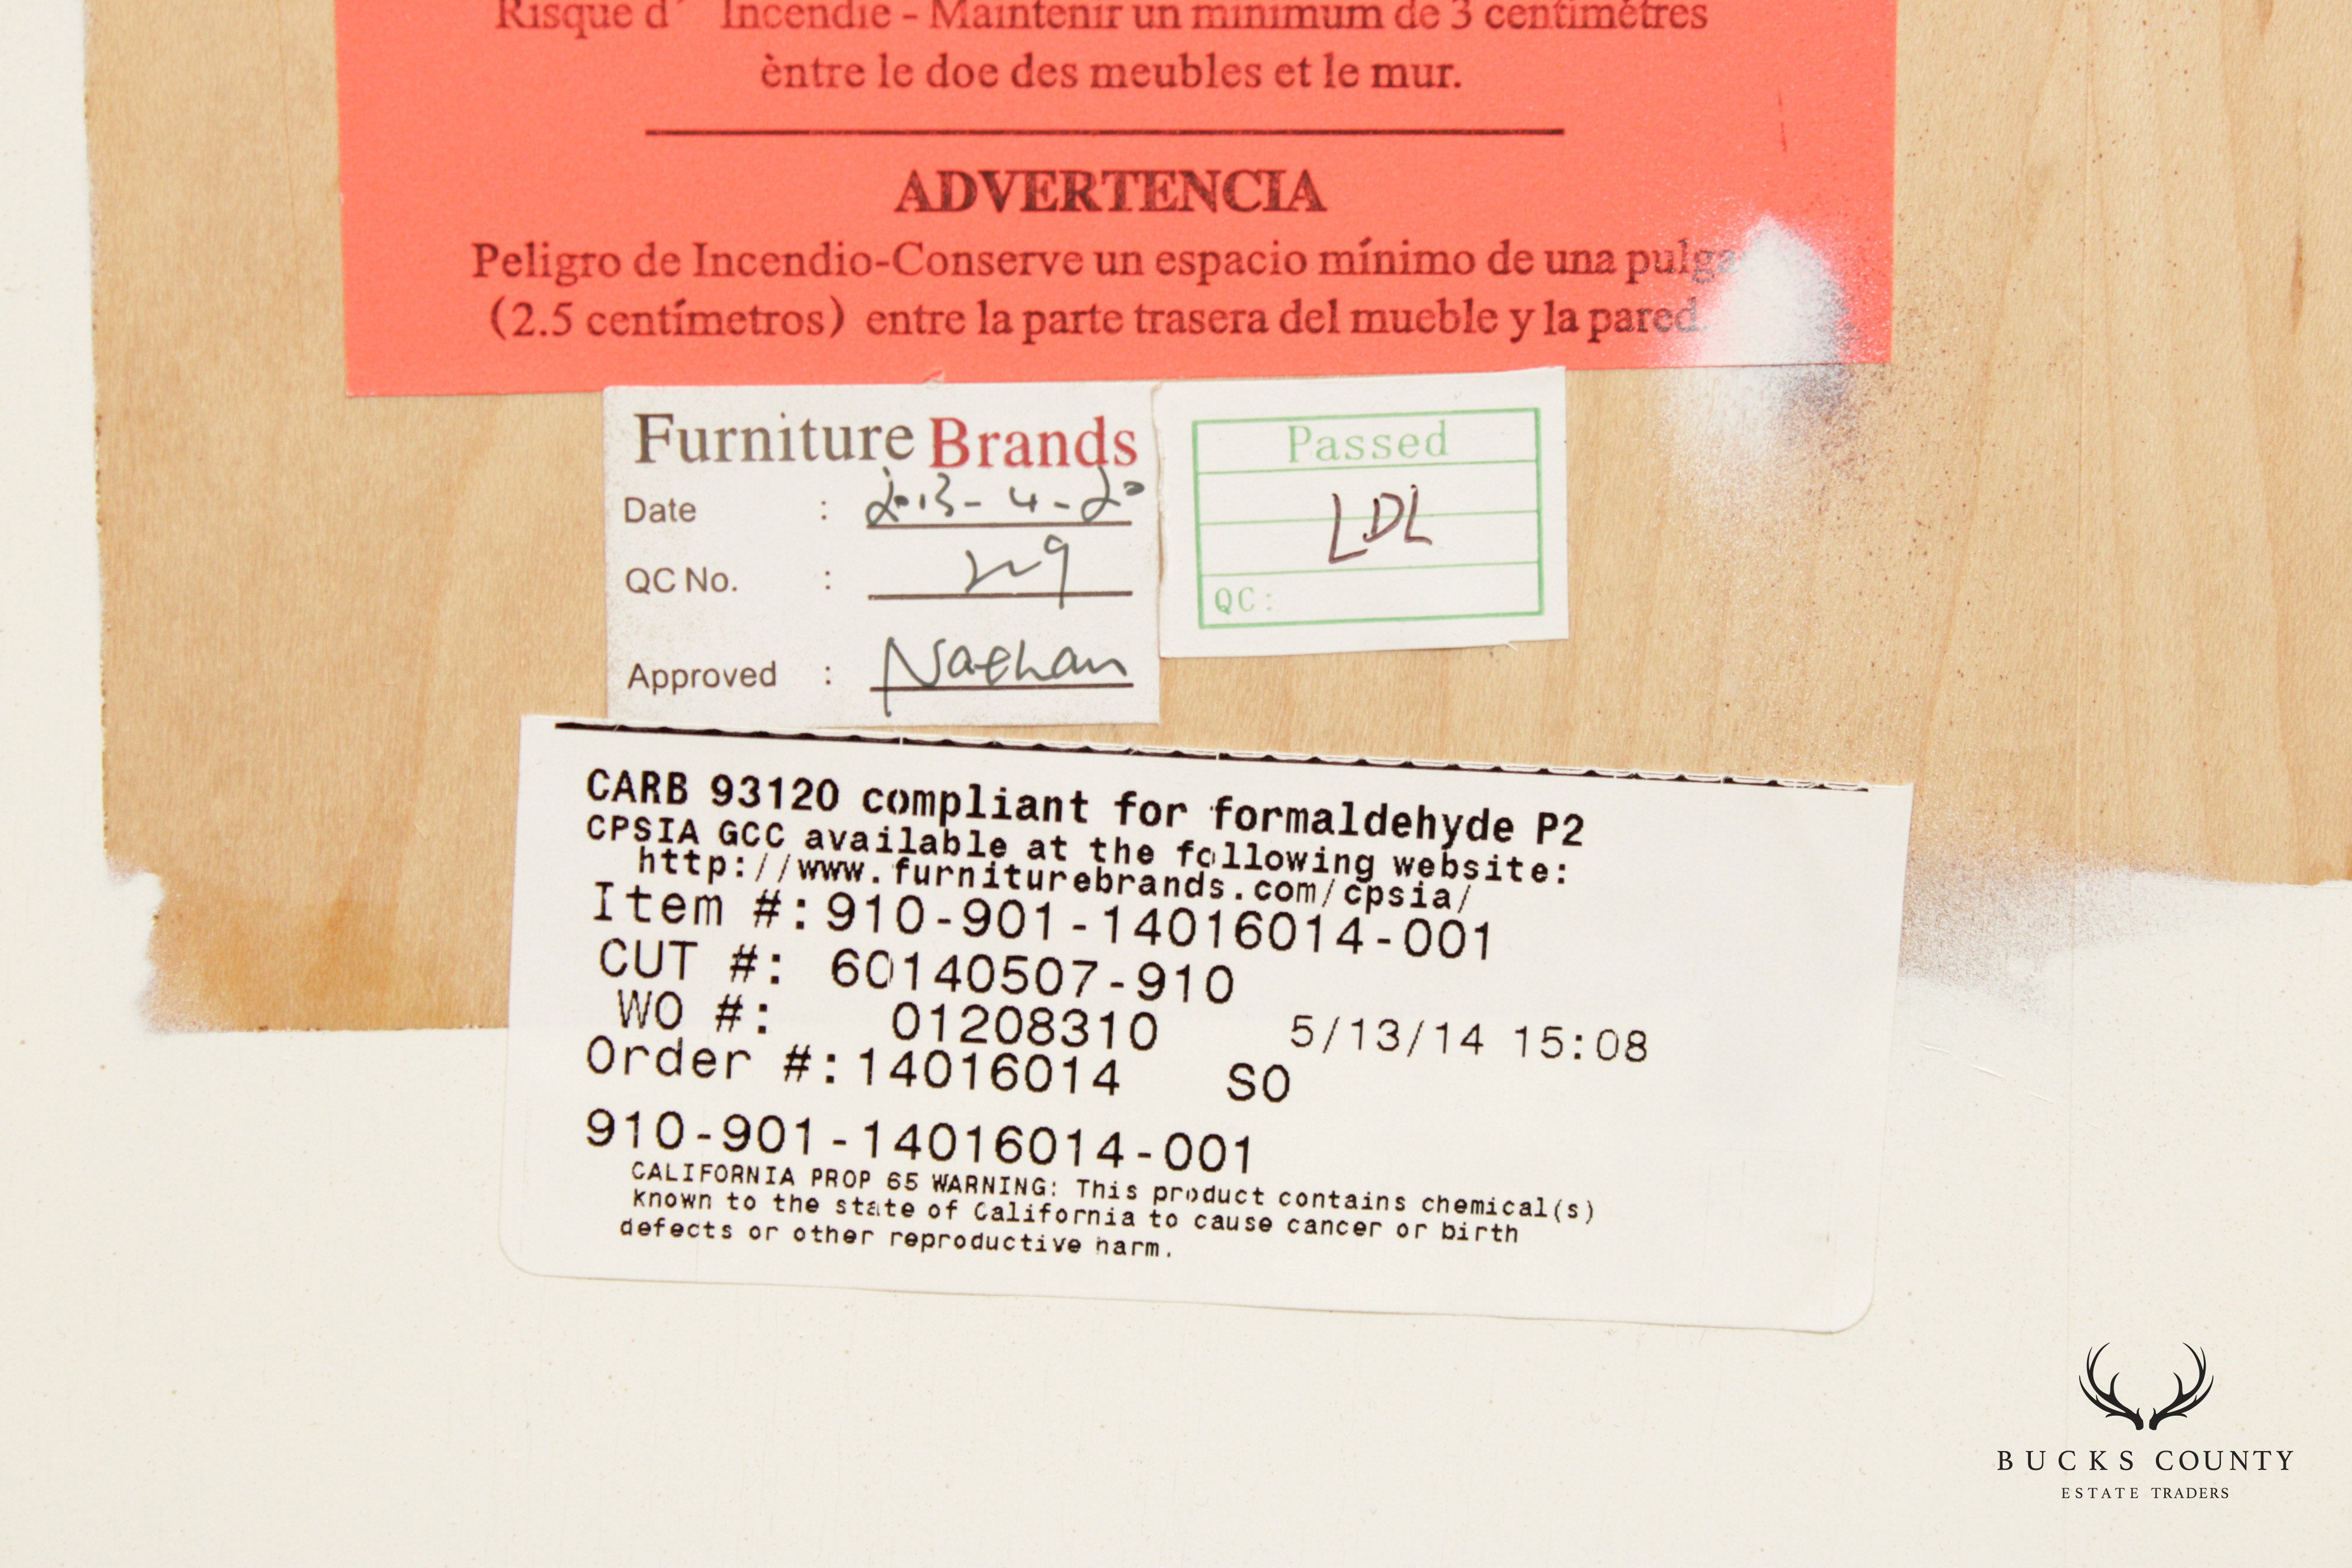 Risque d' Incendie - Maintenir un minimum de 3 centimètres
èntre le doe des meubles et le mur.
ADVERTENCIA
Peligro de Incendio-Conserve un espacio mínimo de una pulga
(2.5 centímetros) entre la parte trasera del mueble y la pared.
Furniture Brands
Date : 2013-4-20
QC No. :
Approved : Nathan
Passed
LDL
QC:
CARB 93120 compliant for formaldehyde P2
CPSIA GCC available at the following website:
http://www.furniturebrands.com/cpsia/
Item #:910-901-14016014-001
CUT #: 60140507-910
WO #: 01208310 5/13/14 15:08
Order #:14016014 SO
910-901-14016014-001
CALIFORNIA PROP 65 WARNING: This product contains chemical(s)
known to the state of California to cause cancer or birth
defects or other reproductive harm.
BUCKS COUNTY
ESTATE TRADERS